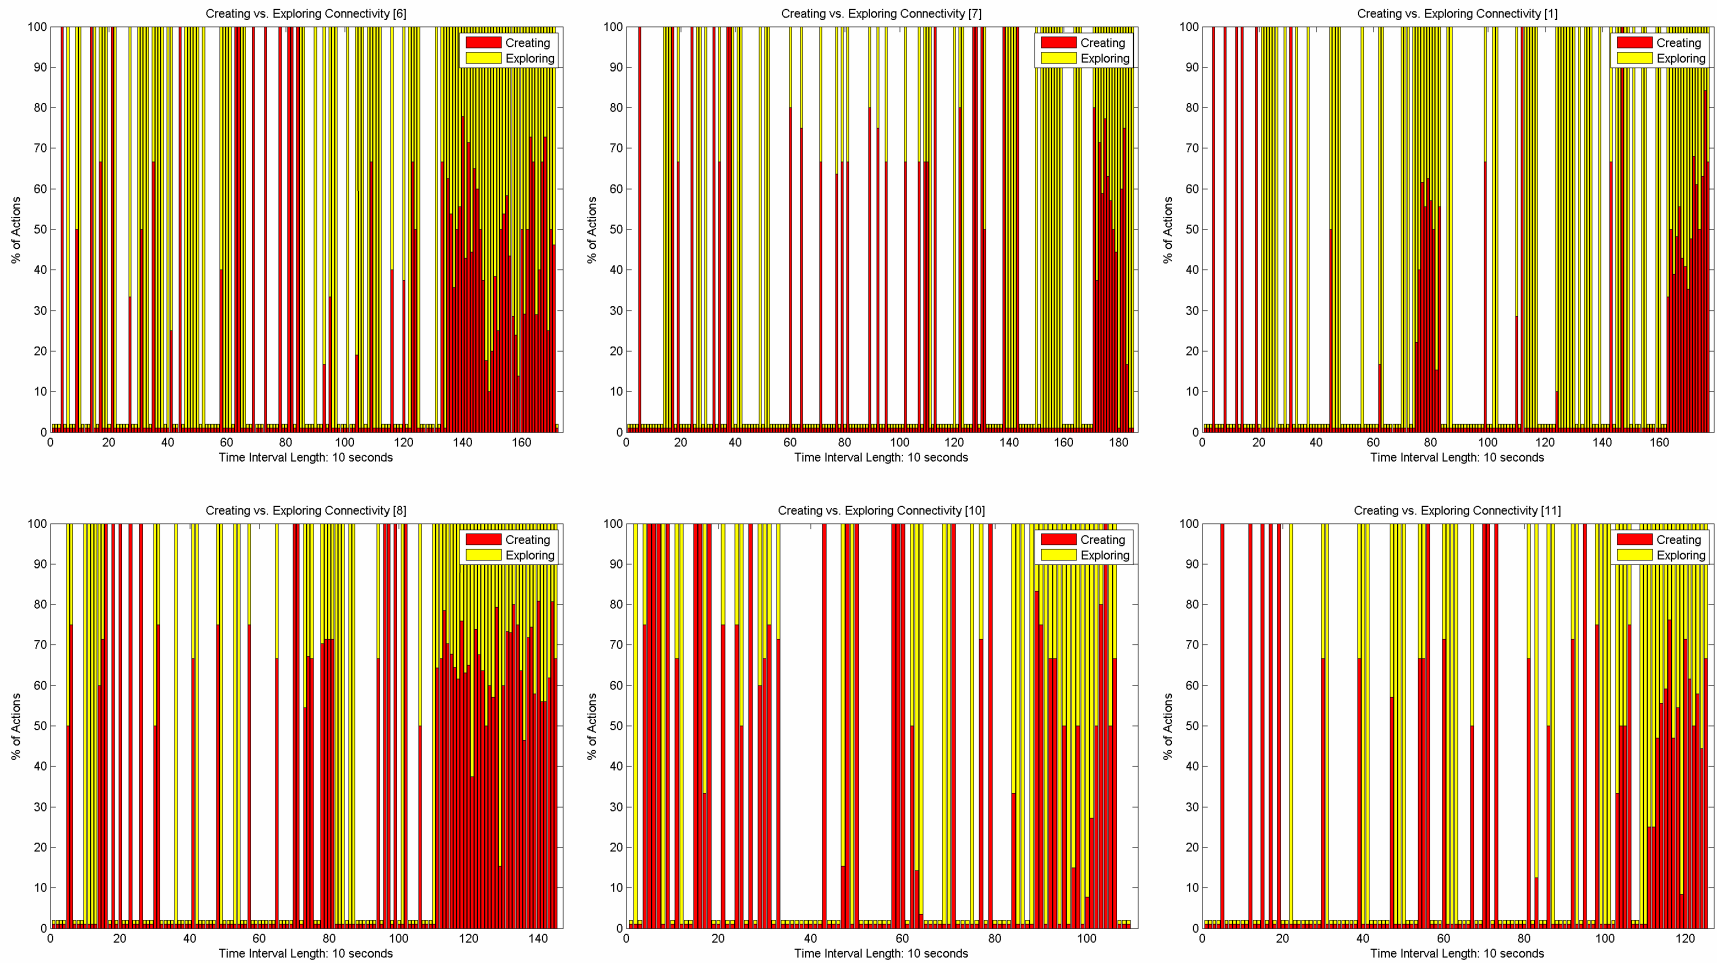 Creating vs. Exploring Connectivity [6]
100
90
80
70
60
50
40
30
20
10
0
% of Actions
Creating
Exploring
0 20 40 60 80 100 120 140 160
Time Interval Length: 10 seconds
Creating vs. Exploring Connectivity [7]
100
90
80
70
60
50
40
30
20
10
0
% of Actions
Creating
Exploring
0 20 40 60 80 100 120 140 160 180
Time Interval Length: 10 seconds
Creating vs. Exploring Connectivity [1]
100
90
80
70
60
50
40
30
20
10
0
% of Actions
Creating
Exploring
0 20 40 60 80 100 120 140 160
Time Interval Length: 10 seconds
Creating vs. Exploring Connectivity [8]
100
90
80
70
60
50
40
30
20
10
0
% of Actions
Creating
Exploring
0 20 40 60 80 100 120 140
Time Interval Length: 10 seconds
Creating vs. Exploring Connectivity [10]
100
90
80
70
60
50
40
30
20
10
0
% of Actions
Creating
Exploring
0 20 40 60 80 100
Time Interval Length: 10 seconds
Creating vs. Exploring Connectivity [11]
100
90
80
70
60
50
40
30
20
10
0
% of Actions
Creating
Exploring
0 20 40 60 80 100 120
Time Interval Length: 10 seconds